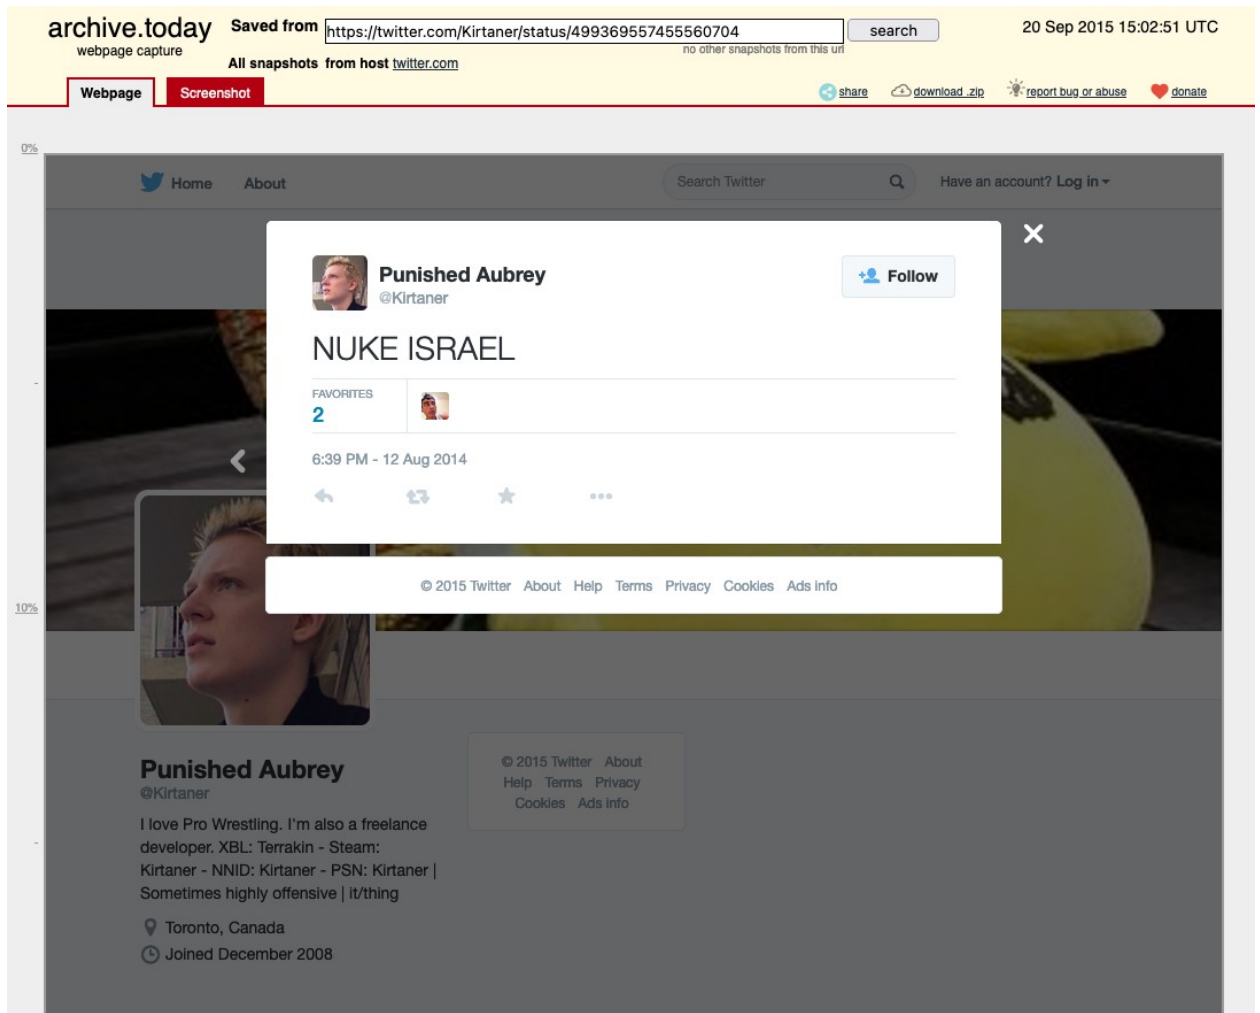 archive.today
webpage capture
Saved from https://twitter.com/Kirtaner/status/499369557455560704 search
20 Sep 2015 15:02:51 UTC
no other snapshots from this url
All snapshots from host twitter.com
Webpage Screenshot
share download .zip report bug or abuse donate
0%
Home About Search Twitter Have an account? Log in
Punished Aubrey
@Kirtaner
Follow
NUKE ISRAEL
FAVORITES
2
6:39 PM - 12 Aug 2014
© 2015 Twitter About Help Terms Privacy Cookies Ads info
10%
Punished Aubrey
@Kirtaner
I love Pro Wrestling. I'm also a freelance
developer. XBL: Terrakin - Steam:
Kirtaner - NNID: Kirtaner - PSN: Kirtaner |
Sometimes highly offensive | it/thing
Toronto, Canada
Joined December 2008
© 2015 Twitter About
Help Terms Privacy
Cookies Ads info